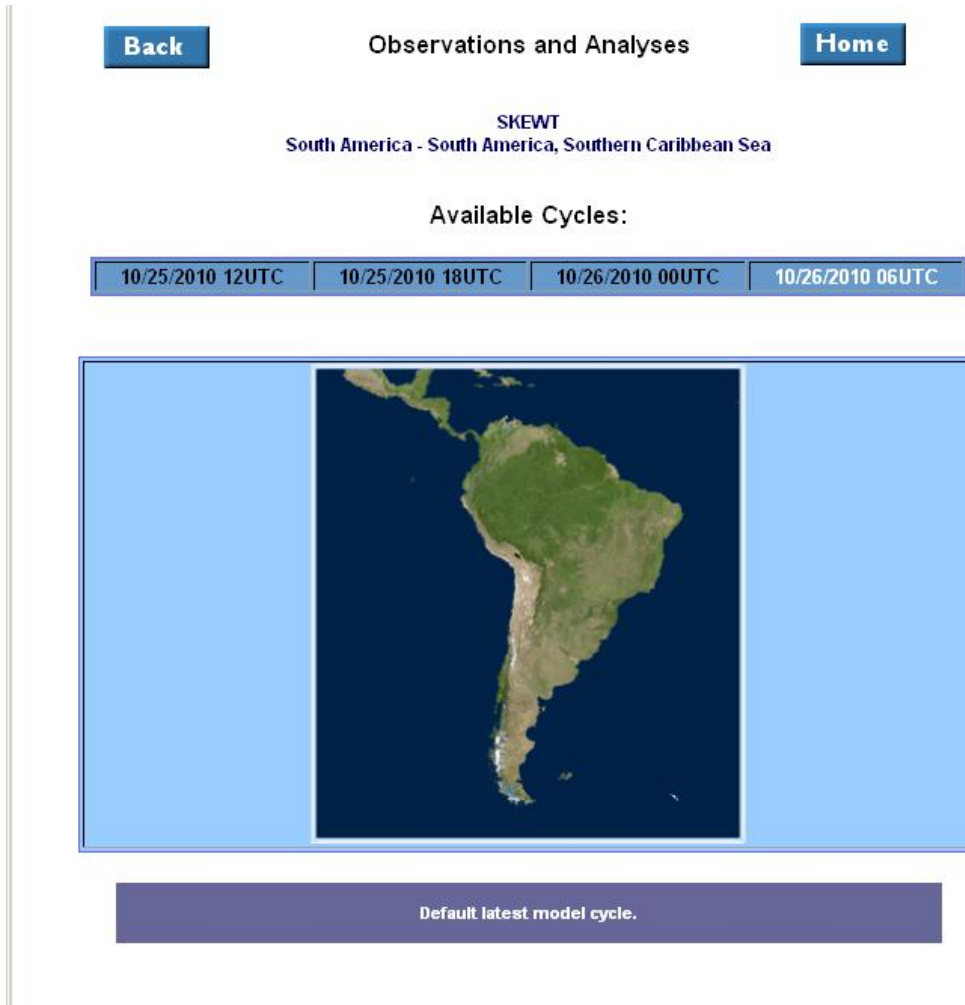 Back
Observations and Analyses
Home
SKEWT
South America - South America, Southern Caribbean Sea
Available Cycles:
10/25/2010 12UTC 10/25/2010 18UTC 10/26/2010 00UTC 10/26/2010 06UTC
Default latest model cycle.